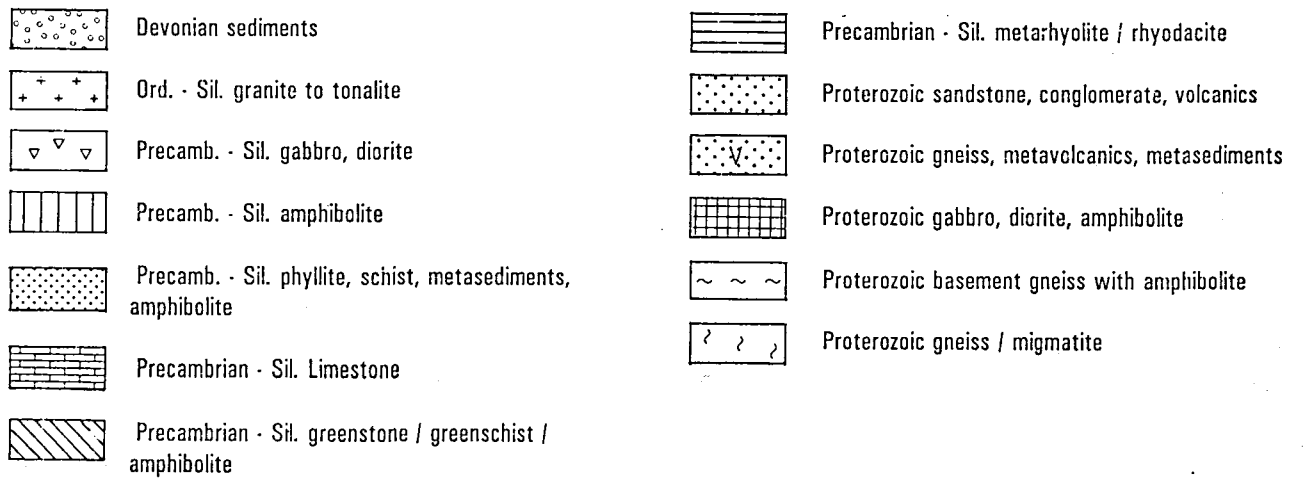 Devonian sediments
Ord. - Sil. granite to tonalite
Precamb. - Sil. gabbro, diorite
Precamb. - Sil. amphibolite
Precamb. - Sil. phyllite, schist, metasediments,
amphibolite
Precambrian - Sil. Limestone
Precambrian - Sil. greenstone / greenschist /
amphibolite
Precambrian - Sil. metarhyolite / rhyodacite
Proterozoic sandstone, conglomerate, volcanics
Proterozoic gneiss, metavolcanics, metasediments
Proterozoic gabbro, diorite, amphibolite
Proterozoic basement gneiss with amphibolite
Proterozoic gneiss / migmatite